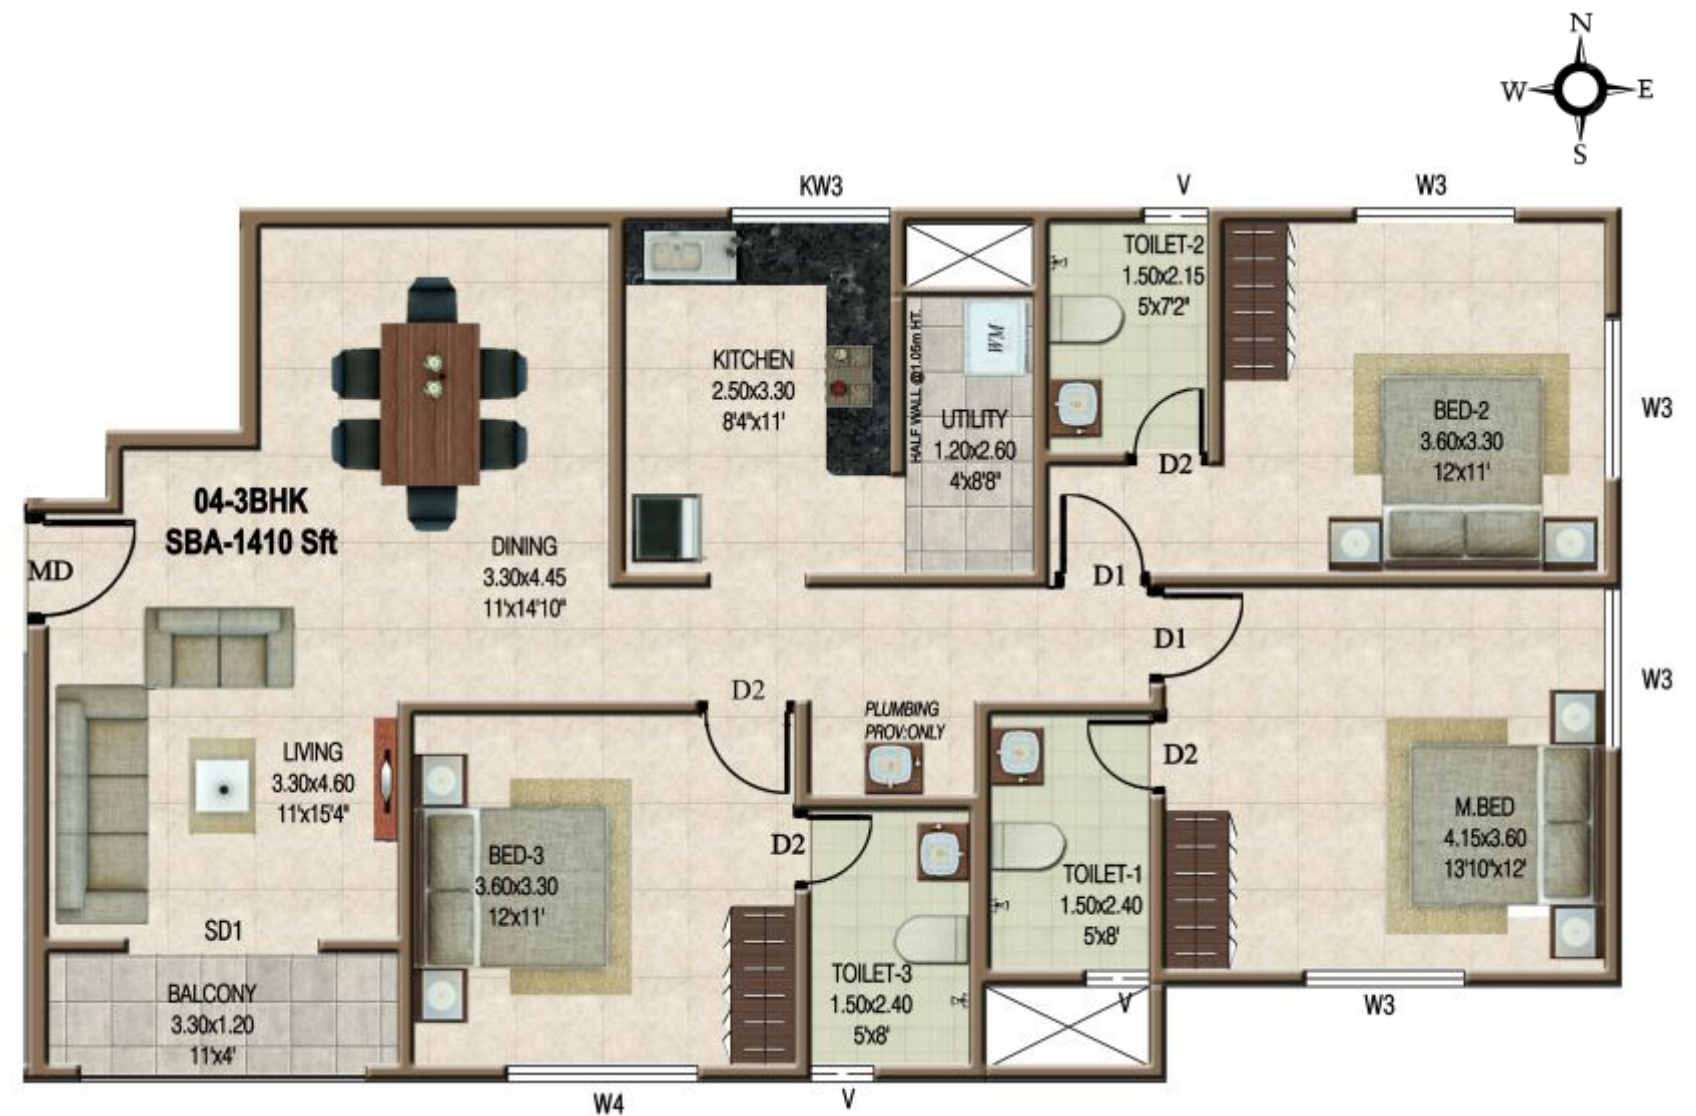 N
W E
S
KW3
V
W3
TOILET-2
1.50x2.15
5'x7'2"
KITCHEN
2.50x3.30
8'4"x11'
HALF WALL @1.05m HT.
WM
UTILITY
1.20x2.60
4'x8'8"
BED-2
3.60x3.30
12'x11'
W3
D2
04-3BHK
SBA-1410 Sft
DINING
3.30x4.45
11'x14'10"
MD
D1
D1
W3
D2
PLUMBING
PROV:ONLY
D2
LIVING
3.30x4.60
11'x15'4"
M.BED
4.15x3.60
13'10"x12'
BED-3
3.60x3.30
12'x11'
D2
TOILET-1
1.50x2.40
5'x8'
SD1
BALCONY
3.30x1.20
11'x4'
TOILET-3
1.50x2.40
5'x8'
V
W3
W4
V